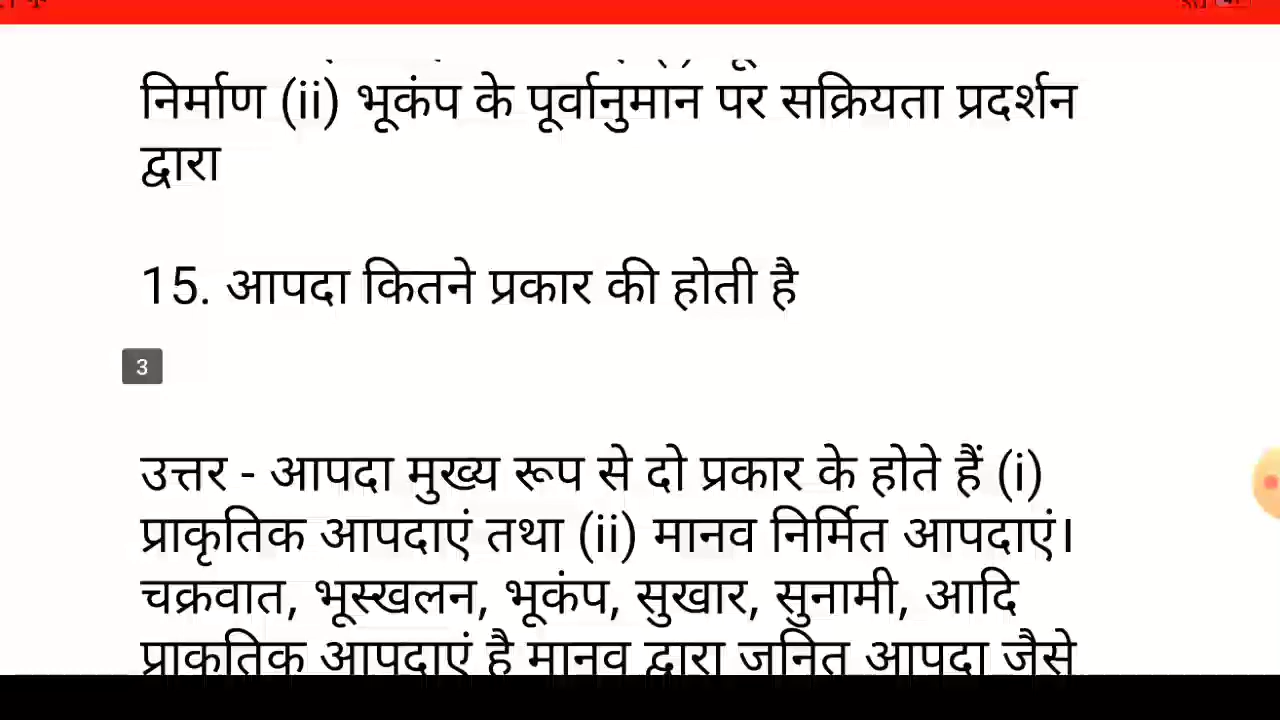 निर्माण (ii) भूकंप के पूर्वानुमान पर सक्रियता प्रदर्शन
द्वारा
15. आपदा कितने प्रकार की होती है
3
उत्तर - आपदा मुख्य रूप से दो प्रकार के होते हैं (i)
प्राकृतिक आपदाएं तथा (ii) मानव निर्मित आपदाएं।
चक्रवात, भूस्खलन, भूकंप, सुखार, सुनामी, आदि
प्राकृतिक आपदाएं है मानव द्वारा जनित आपदा जैसे